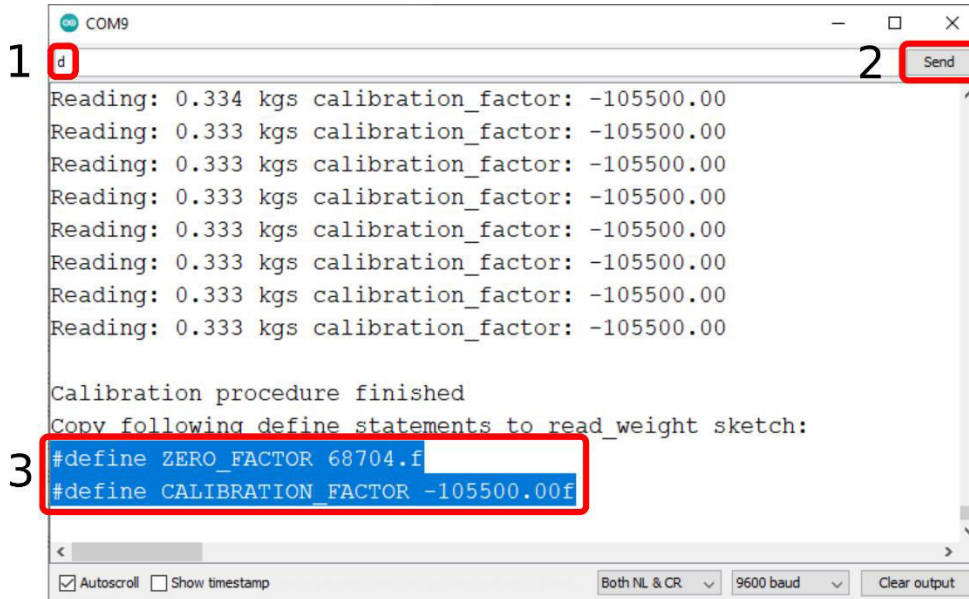 COM9
1
d
2
Send
Reading: 0.334 kgs calibration_factor: -105500.00
Reading: 0.333 kgs calibration_factor: -105500.00
Reading: 0.333 kgs calibration_factor: -105500.00
Reading: 0.333 kgs calibration_factor: -105500.00
Reading: 0.333 kgs calibration_factor: -105500.00
Reading: 0.333 kgs calibration_factor: -105500.00
Reading: 0.333 kgs calibration_factor: -105500.00
Reading: 0.333 kgs calibration_factor: -105500.00
Calibration procedure finished
Copy following define statements to read_weight sketch:
3
#define ZERO_FACTOR 68704.f
#define CALIBRATION_FACTOR -105500.00f
Autoscroll Show timestamp Both NL & CR 9600 baud Clear output